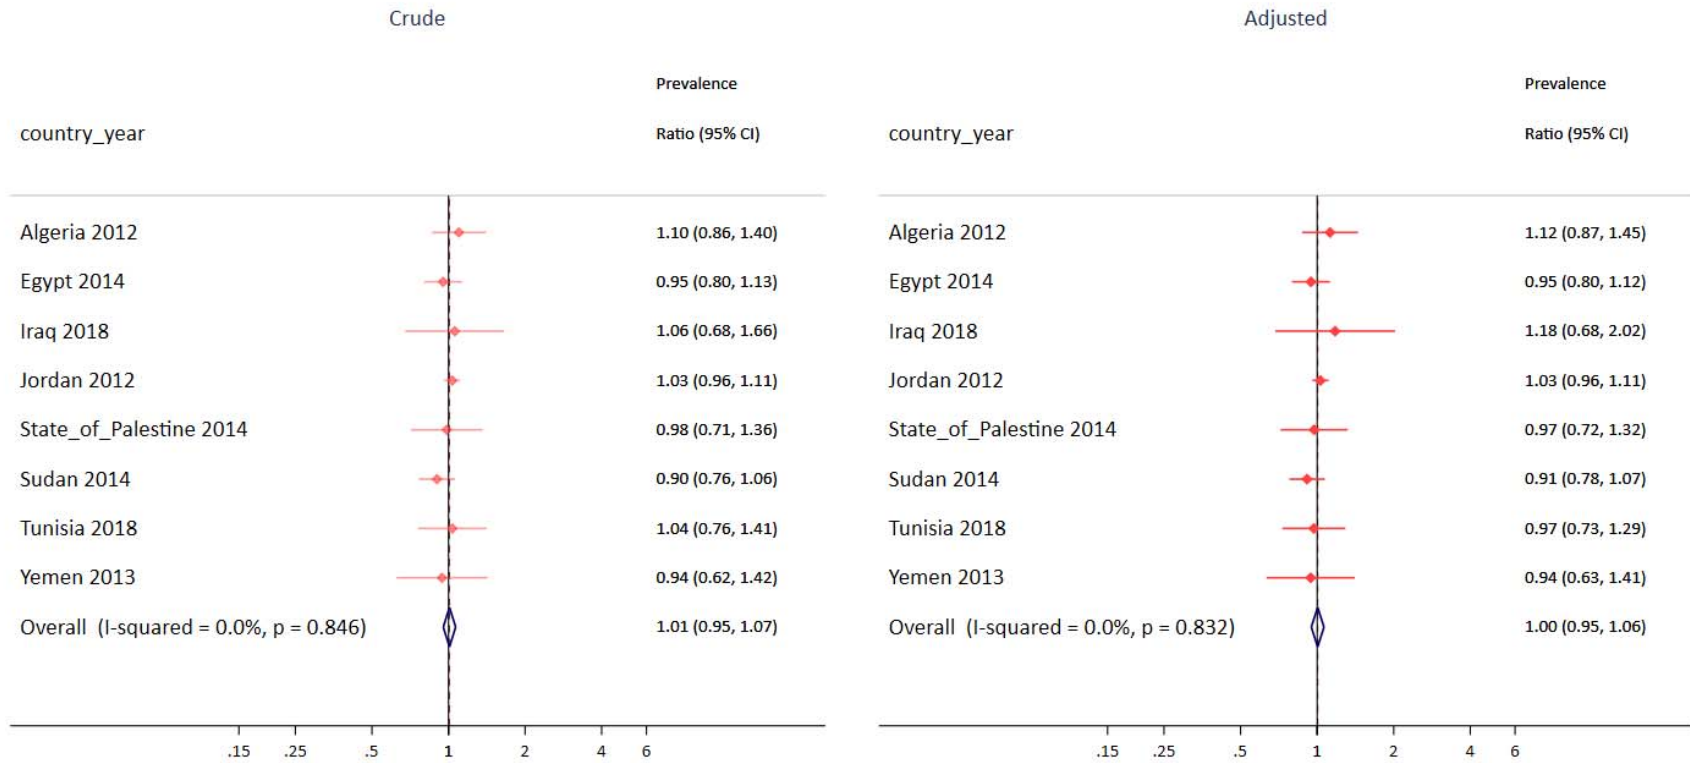 Crude
Prevalence
country_year Ratio (95% CI)
Algeria 2012 1.10 (0.86, 1.40)
Egypt 2014 0.95 (0.80, 1.13)
Iraq 2018 1.06 (0.68, 1.66)
Jordan 2012 1.03 (0.96, 1.11)
State_of_Palestine 2014 0.98 (0.71, 1.36)
Sudan 2014 0.90 (0.76, 1.06)
Tunisia 2018 1.04 (0.76, 1.41)
Yemen 2013 0.94 (0.62, 1.42)
Overall (I-squared = 0.0%, p = 0.846) 1.01 (0.95, 1.07)
.15 .25 .5 1 2 4 6
Adjusted
Prevalence
country_year Ratio (95% CI)
Algeria 2012 1.12 (0.87, 1.45)
Egypt 2014 0.95 (0.80, 1.12)
Iraq 2018 1.18 (0.68, 2.02)
Jordan 2012 1.03 (0.96, 1.11)
State_of_Palestine 2014 0.97 (0.72, 1.32)
Sudan 2014 0.91 (0.78, 1.07)
Tunisia 2018 0.97 (0.73, 1.29)
Yemen 2013 0.94 (0.63, 1.41)
Overall (I-squared = 0.0%, p = 0.832) 1.00 (0.95, 1.06)
.15 .25 .5 1 2 4 6